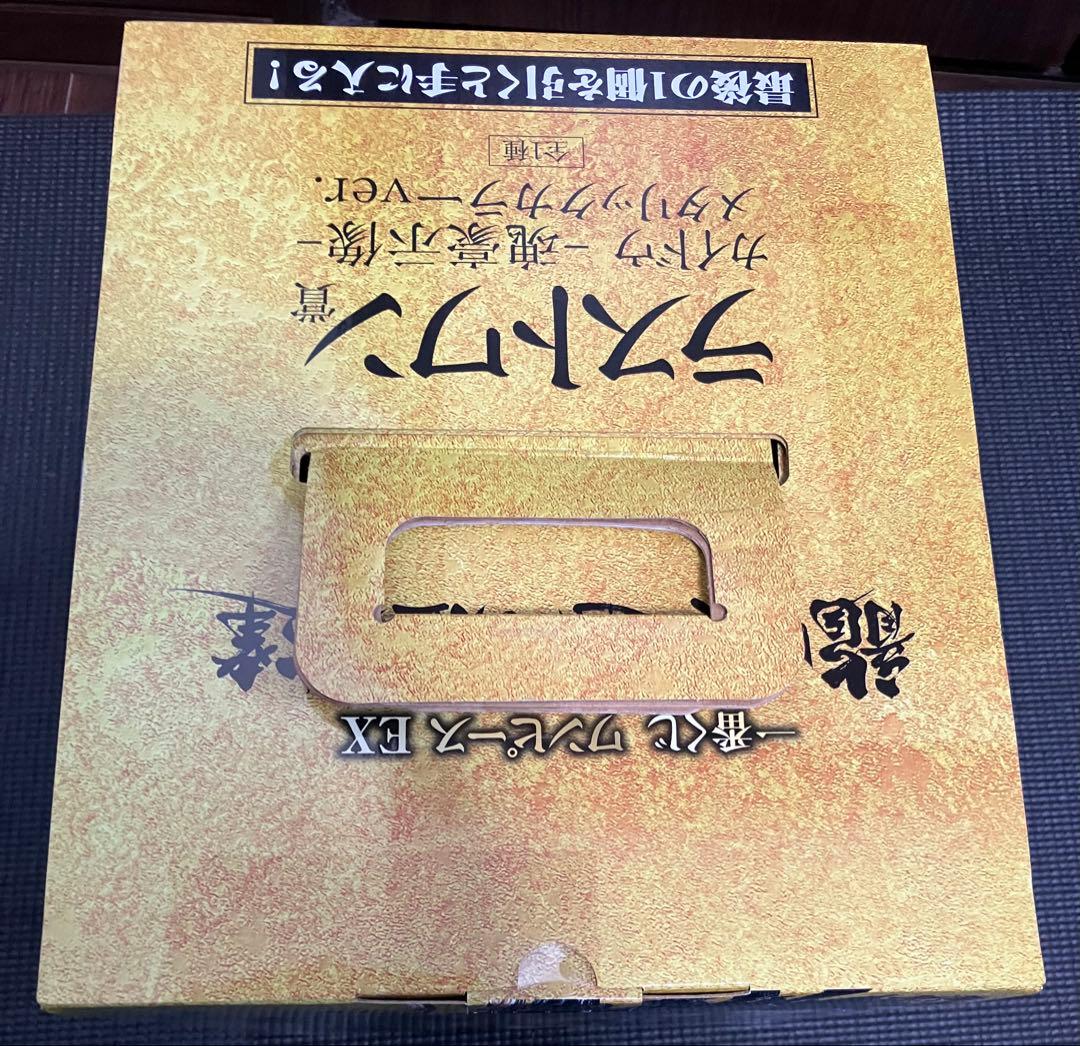 一番くじ ワンピース EX
龍 達
ラストワン賞
カイドウ －魂豪示像－
メタリックカラーver.
全1種
最後の1個を引くと手に入る!